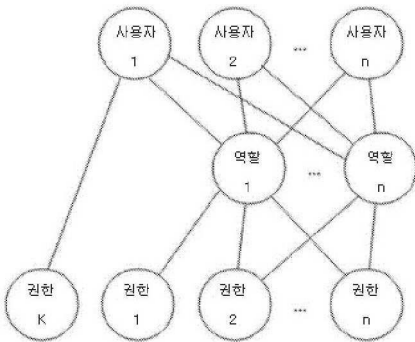 사용자 사용자 ... 사용자
1 2 n
역할 ... 역할
1 n
권한 권한 권한 ... 권한
K 1 2 n